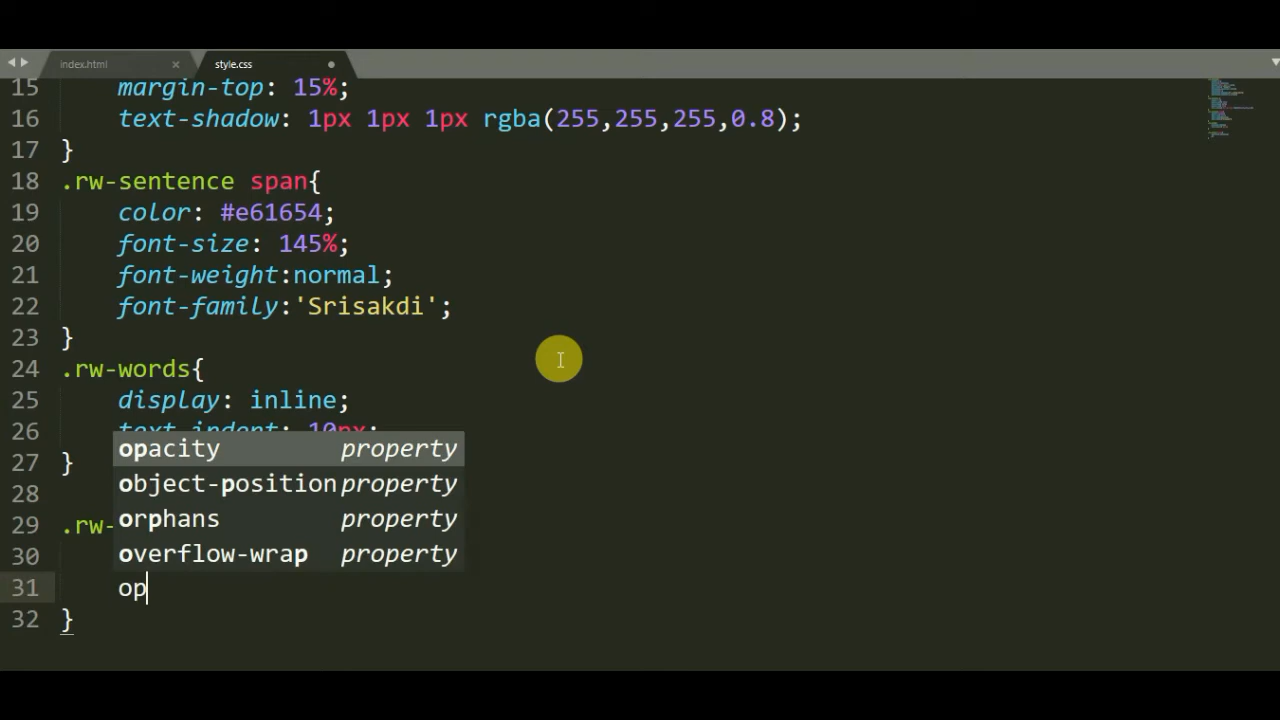 index.html × style.css
15 margin-top: 15%;
16 text-shadow: 1px 1px 1px rgba(255,255,255,0.8);
17 }
18 .rw-sentence span{
19 color: #e61654;
20 font-size: 145%;
21 font-weight:normal;
22 font-family:'Srisakdi';
23 }
24 .rw-words{
25 display: inline;
26 text-indent: 10px;
opacity property
27 }
object-position property
28
orphans property
29 .rw-
overflow-wrap property
30
31 op
32 }